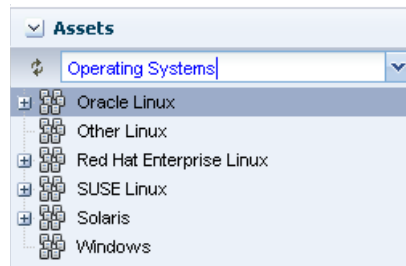 Assets
Operating Systems
Oracle Linux
Other Linux
Red Hat Enterprise Linux
SUSE Linux
Solaris
Windows